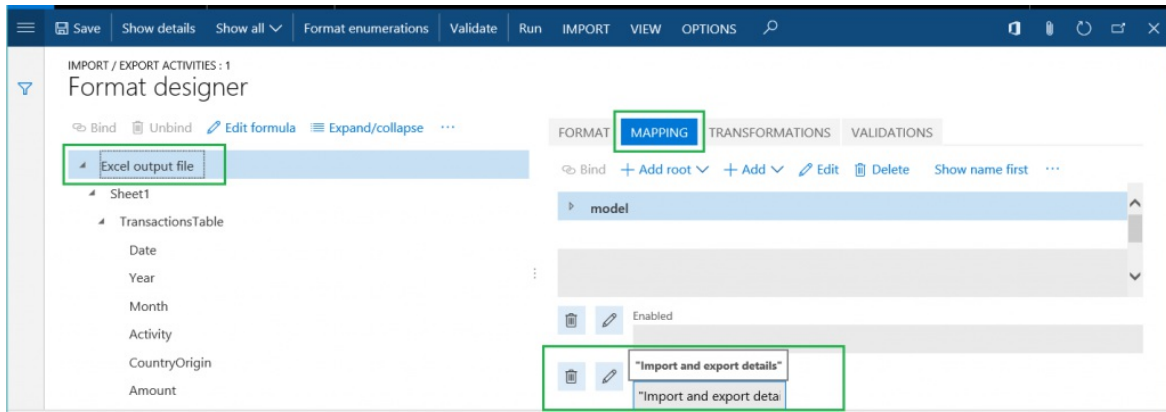 Save Show details Show all Format enumerations Validate Run IMPORT VIEW OPTIONS
IMPORT / EXPORT ACTIVITIES : 1
Format designer
Bind Unbind Edit formula Expand/collapse ...
Excel output file
Sheet1
TransactionsTable
Date
Year
Month
Activity
CountryOrigin
Amount
FORMAT MAPPING TRANSFORMATIONS VALIDATIONS
Bind + Add root + Add Edit Delete Show name first ...
model
Enabled
"Import and export details"
"Import and export detai